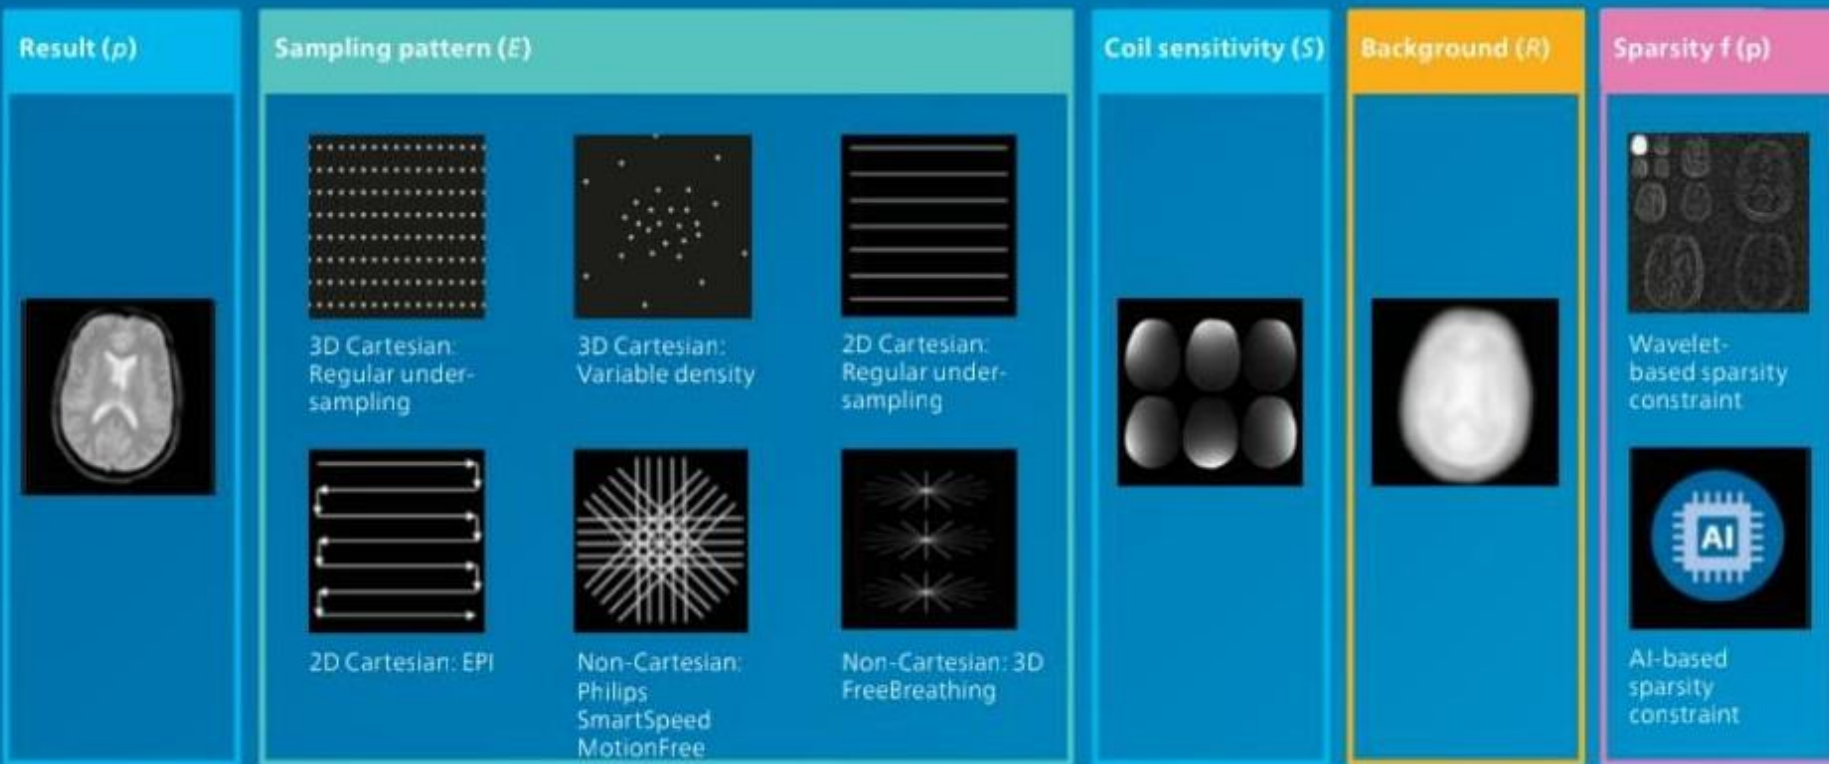 Result (p)
Sampling pattern (E)
Coil sensitivity (S)
Background (R)
Sparsity f (p)
3D Cartesian:
Regular under-
sampling
3D Cartesian:
Variable density
2D Cartesian:
Regular under-
sampling
2D Cartesian: EPI
Non-Cartesian:
Philips
SmartSpeed
MotionFree
Non-Cartesian: 3D
FreeBreathing
Wavelet-
based sparsity
constraint
AI
AI-based
sparsity
constraint